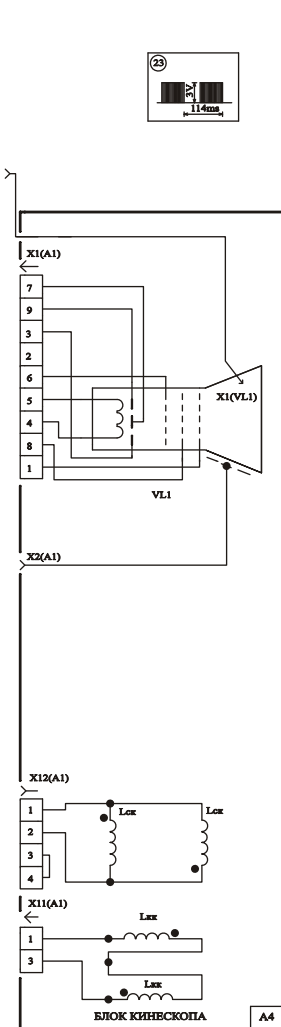 23
3V
114ms
X1(A1)
7
9
3
2
6
5
4
8
1
X1(VL1)
VL1
X2(A1)
X12(A1)
1
2
3
4
Lск
Lск
X11(A1)
1
3
Lкк
Lкк
БЛОК КИНЕСКОПА
A4